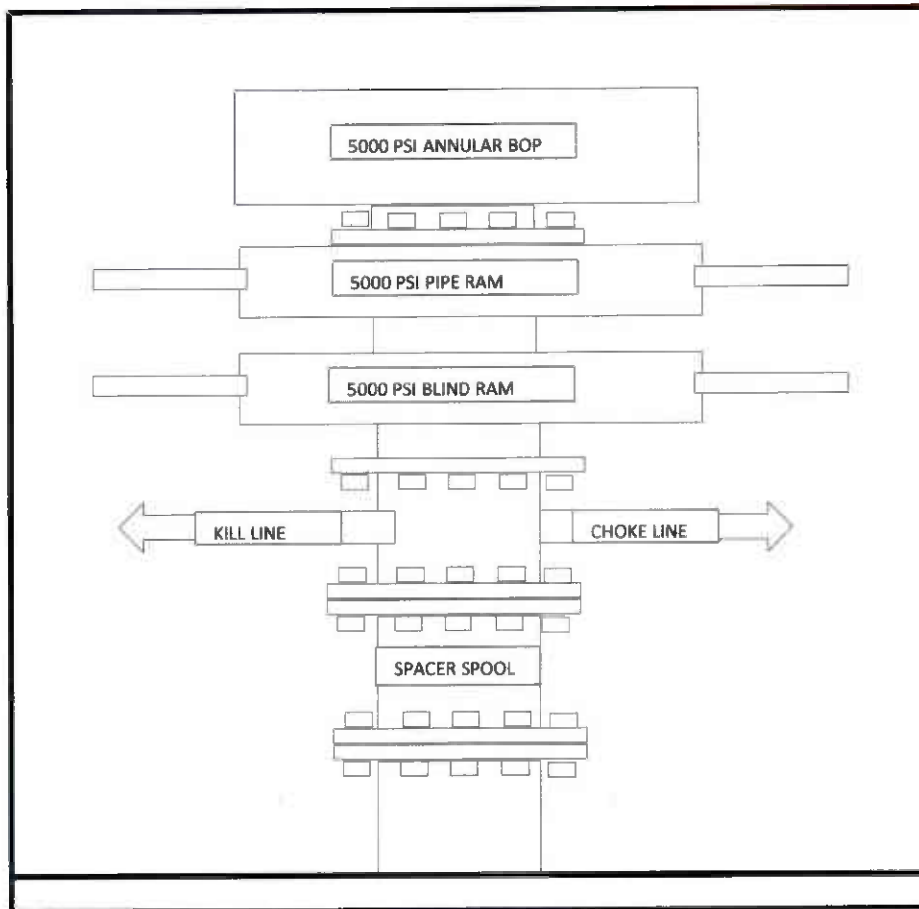 5000 PSI ANNULAR BOP
5000 PSI PIPE RAM
5000 PSI BLIND RAM
KILL LINE
CHOKE LINE
SPACER SPOOL